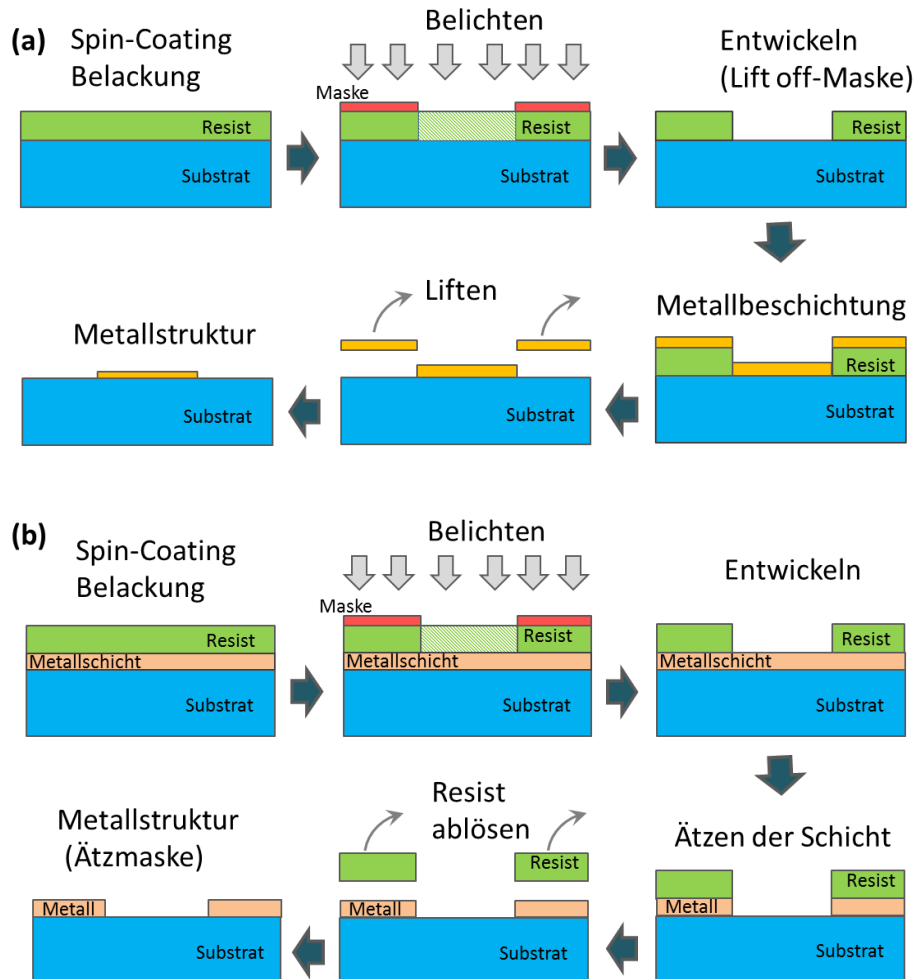 (a)
Spin-Coating
Belackung
Resist
Substrat
Belichten
Maske
Resist
Substrat
Entwickeln
(Lift off-Maske)
Resist
Substrat
Metallbeschichtung
Resist
Substrat
Liften
Substrat
Metallstruktur
Substrat
(b)
Spin-Coating
Belackung
Resist
Metallschicht
Substrat
Belichten
Maske
Resist
Metallschicht
Substrat
Entwickeln
Resist
Metallschicht
Substrat
Ätzen der Schicht
Resist
Metall
Substrat
Resist
ablösen
Resist
Metall
Substrat
Metallstruktur
(Ätzmaske)
Metall
Substrat